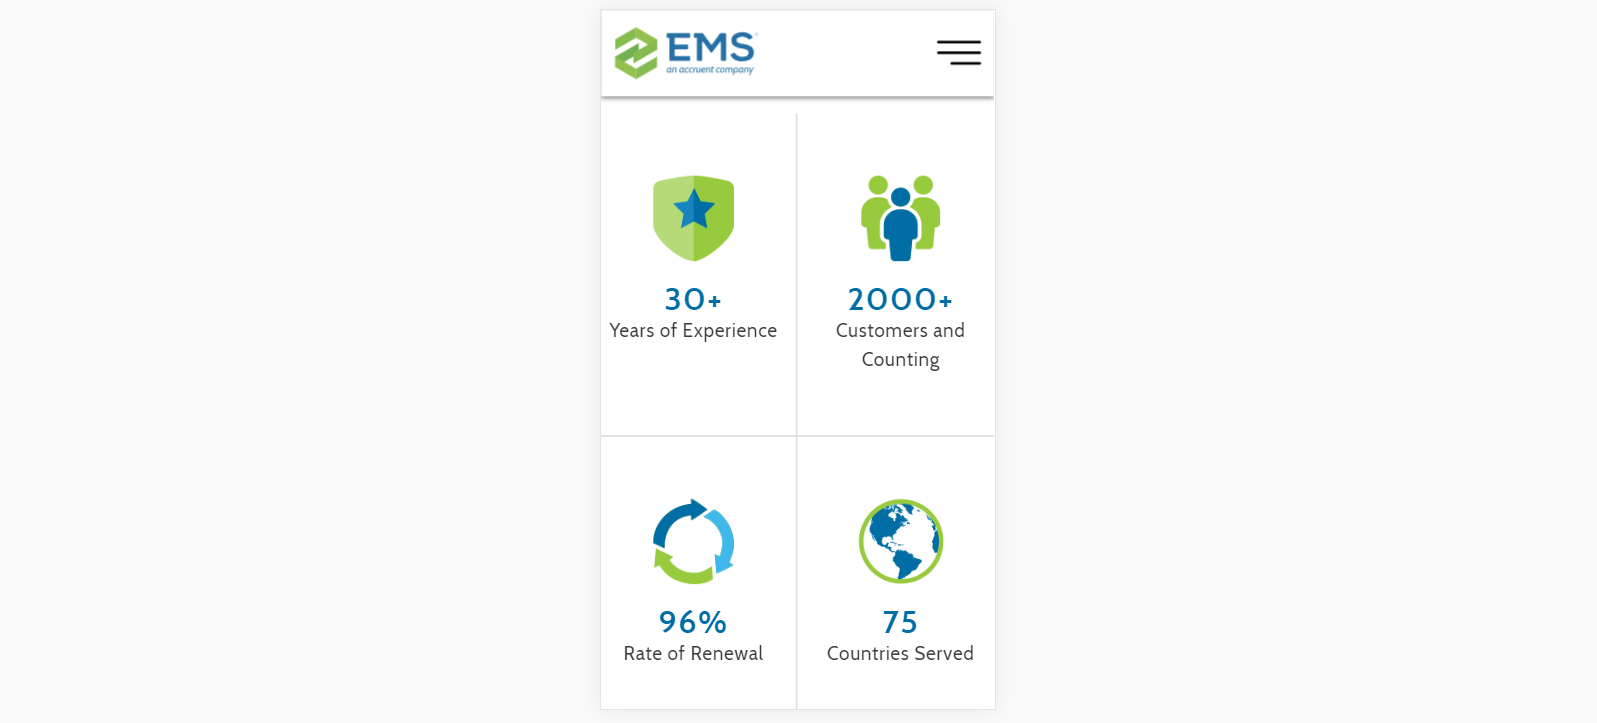 EMS®
an accruent company
30+
Years of Experience
2000+
Customers and
Counting
96%
Rate of Renewal
75
Countries Served